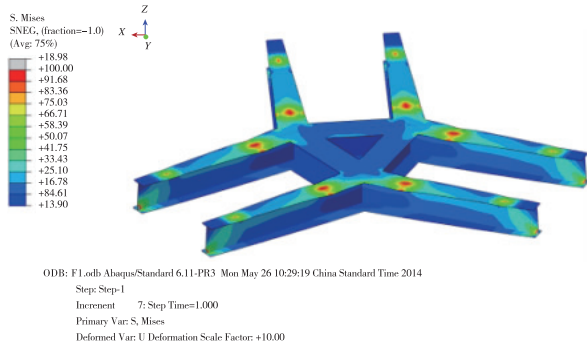 S. Mises
SNEG, (fraction=-1.0)
(Avg: 75%)
+18.98
+100.00
+91.68
+83.36
+75.03
+66.71
+58.39
+50.07
+41.75
+33.43
+25.10
+16.78
+84.61
+13.90
Z
X
Y
ODB: F1.odb Abaqus/Standard 6.11-PR3 Mon May 26 10:29:19 China Standard Time 2014
Step: Step-1
Increnent 7: Step Time=1.000
Primary Var: S, Mises
Deformed Var: U Deformation Scale Factor: +10.00